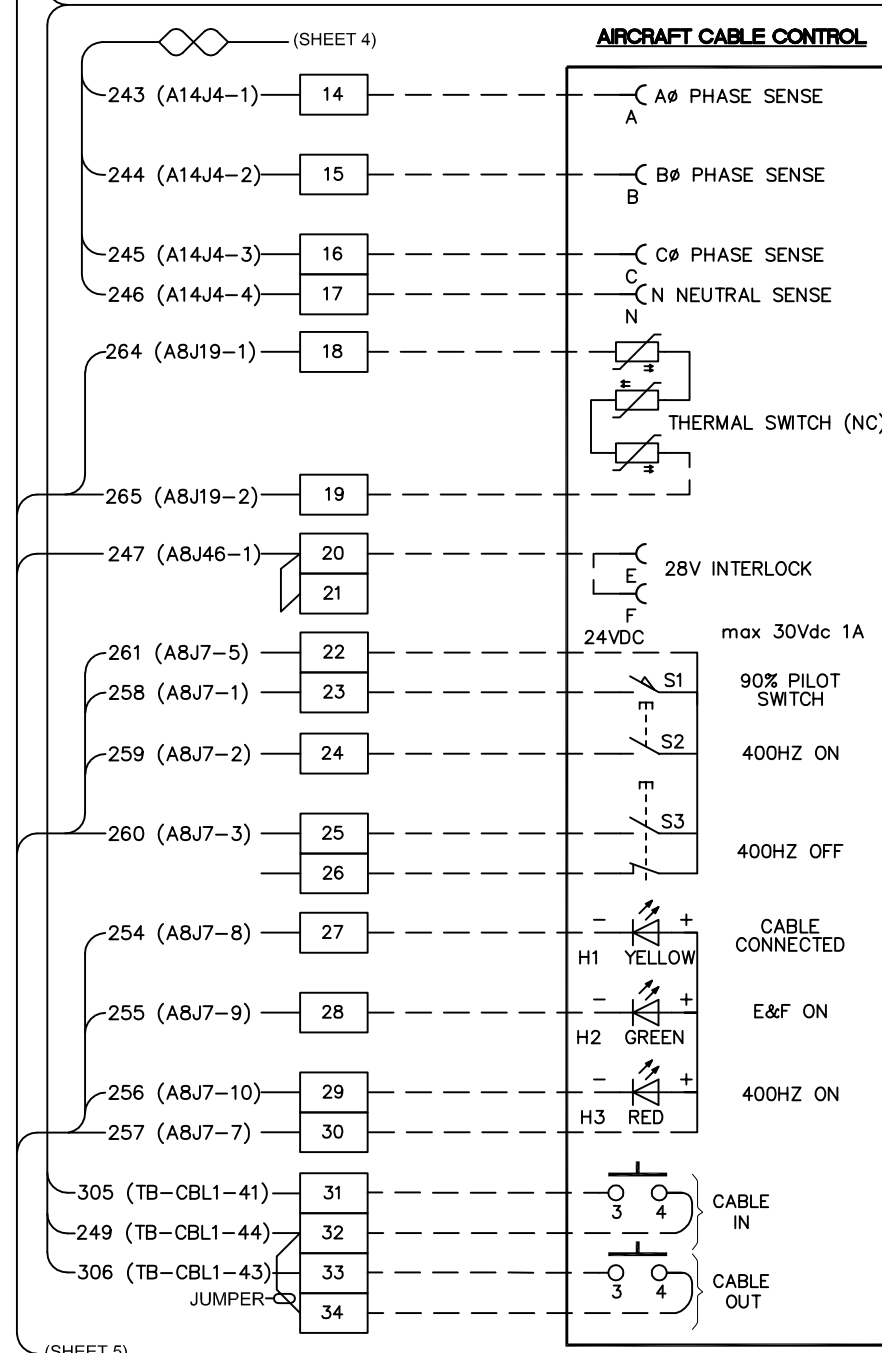 (SHEET 4)
AIRCRAFT CABLE CONTROL
243 (A14J4-1) 14 AØ PHASE SENSE
A
244 (A14J4-2) 15 BØ PHASE SENSE
B
245 (A14J4-3) 16 CØ PHASE SENSE
C
246 (A14J4-4) 17 N NEUTRAL SENSE
N
264 (A8J19-1) 18
THERMAL SWITCH (NC)
265 (A8J19-2) 19
247 (A8J46-1) 20
E 28V INTERLOCK
21
F
24VDC max 30Vdc 1A
261 (A8J7-5) 22
258 (A8J7-1) 23 S1 90% PILOT
SWITCH
259 (A8J7-2) 24 S2 400HZ ON
260 (A8J7-3) 25 S3
400HZ OFF
26
254 (A8J7-8) 27 - + CABLE
CONNECTED
H1 YELLOW
255 (A8J7-9) 28 - + E&F ON
H2 GREEN
256 (A8J7-10) 29 - + 400HZ ON
H3 RED
257 (A8J7-7) 30
305 (TB-CBL1-41) 31
3 4 CABLE
IN
249 (TB-CBL1-44) 32
306 (TB-CBL1-43) 33
3 4 CABLE
OUT
JUMPER
34
(SHEET 5)